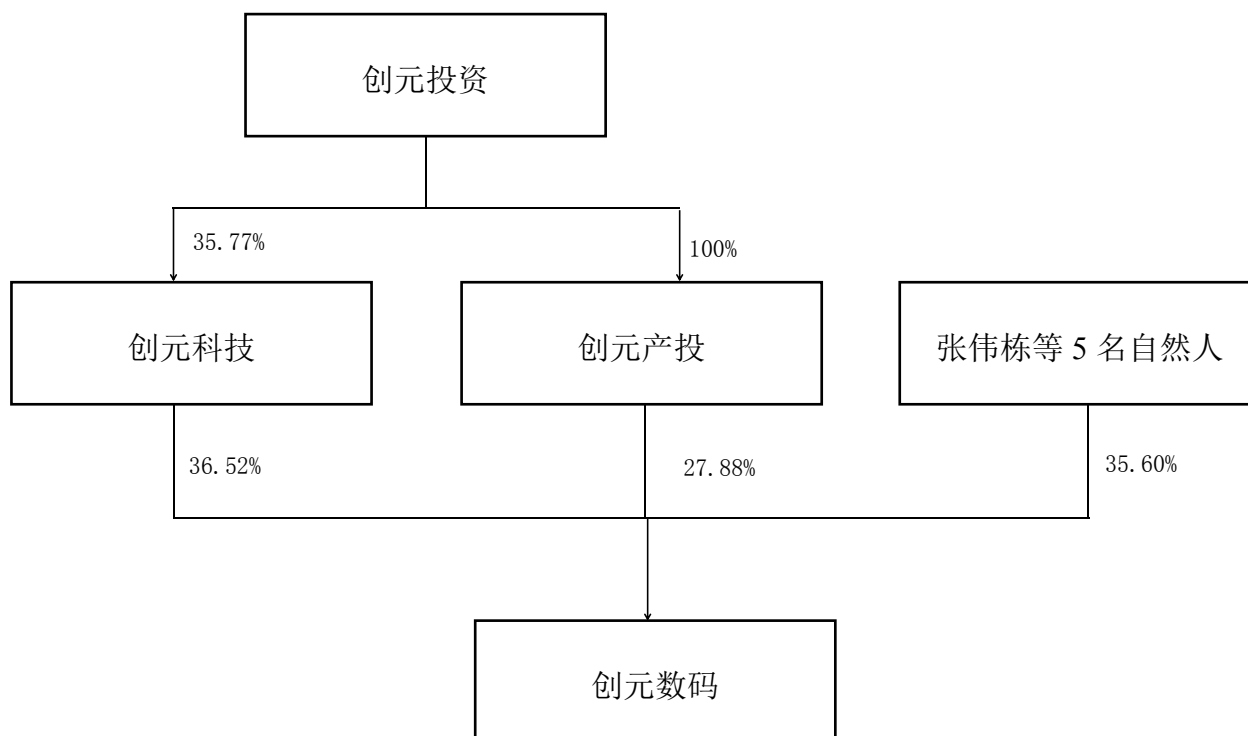 创元投资
35.77%
100%
创元科技
创元产投
张伟栋等 5 名自然人
36.52%
27.88%
35.60%
创元数码